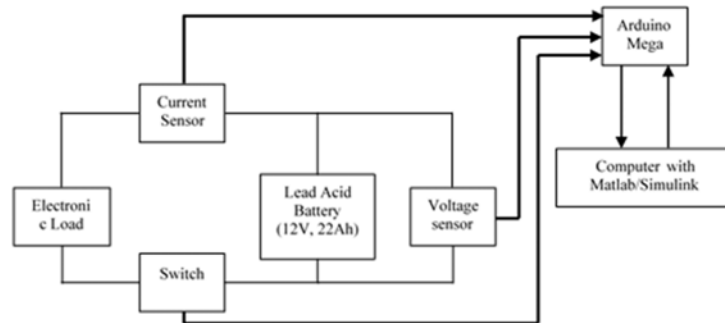 Arduino
Mega
Current
Sensor
Computer with
Matlab/Simulink
Electroni
c Load
Lead Acid
Battery
(12V, 22Ah)
Voltage
sensor
Switch